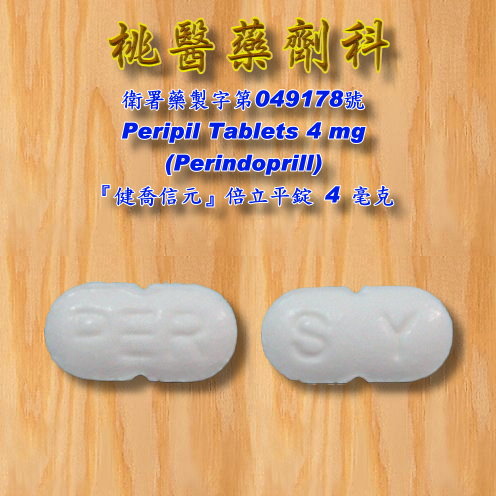 桃醫藥劑科
衛署藥製字第049178號
Peripil Tablets 4 mg
(Perindoprill)
『健喬信元』倍立平錠 4 毫克
PER
S Y